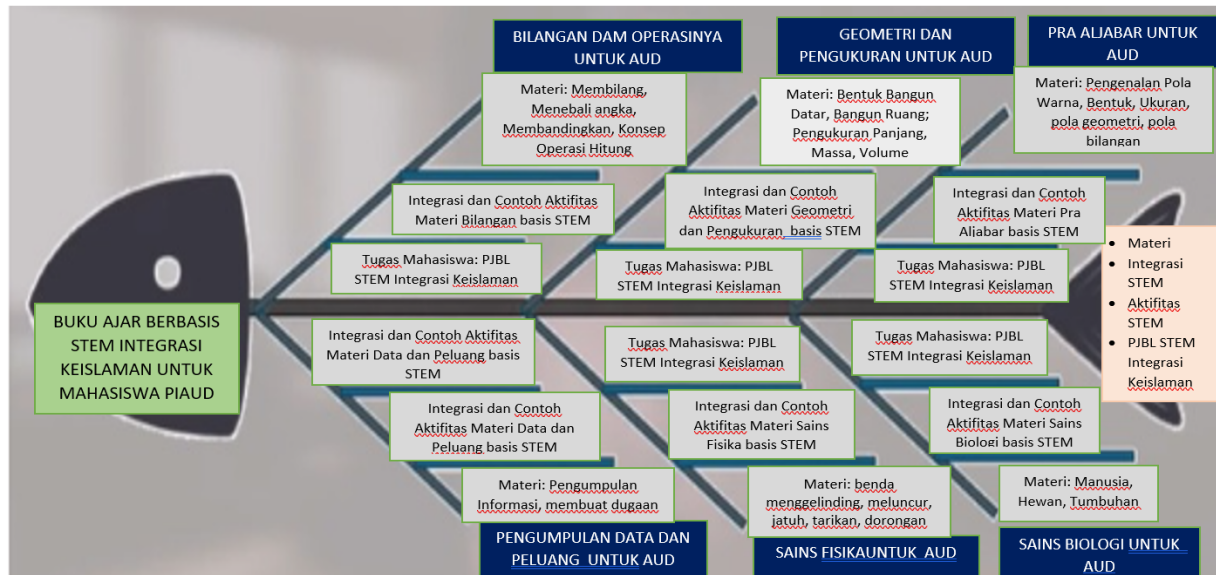 BILANGAN DAM OPERASINYA
UNTUK AUD
GEOMETRI DAN
PENGUKURAN UNTUK AUD
PRA ALJABAR UNTUK
AUD
Materi: Membilang,
Menebali angka,
Membandingkan, Konsep
Operasi Hitung
Materi: Bentuk Bangun
Datar, Bangun Ruang;
Pengukuran Panjang,
Massa, Volume
Materi: Pengenalan Pola
Warna, Bentuk, Ukuran,
pola geometri, pola
bilangan
Integrasi dan Contoh Aktifitas
Materi Bilangan basis STEM
Integrasi dan Contoh
Aktifitas Materi Geometri
dan Pengukuran basis STEM
Integrasi dan Contoh
Aktifitas Materi Pra
Aljabar basis STEM
Tugas Mahasiswa: PJBL
STEM Integrasi Keislaman
Tugas Mahasiswa: PJBL
STEM Integrasi Keislaman
Tugas Mahasiswa: PJBL
STEM Integrasi Keislaman
• Materi
• Integrasi
STEM
• Aktifitas
STEM
• PJBL STEM
Integrasi
Keislaman
BUKU AJAR BERBASIS
STEM INTEGRASI
KEISLAMAN UNTUK
MAHASISWA PIAUD
Integrasi dan Contoh Aktifitas
Materi Data dan Peluang basis
STEM
Tugas Mahasiswa: PJBL
STEM Integrasi Keislaman
Tugas Mahasiswa: PJBL
STEM Integrasi Keislaman
Integrasi dan Contoh
Aktifitas Materi Data dan
Peluang basis STEM
Integrasi dan Contoh
Aktifitas Materi Sains
Fisika basis STEM
Integrasi dan Contoh
Aktifitas Materi Sains
Biologi basis STEM
Materi: Pengumpulan
Informasi, membuat dugaan
Materi: benda
menggelinding, meluncur,
jatuh, tarikan, dorongan
Materi: Manusia,
Hewan, Tumbuhan
PENGUMPULAN DATA DAN
PELUANG UNTUK AUD
SAINS FISIKAUNTUK AUD
SAINS BIOLOGI UNTUK
AUD